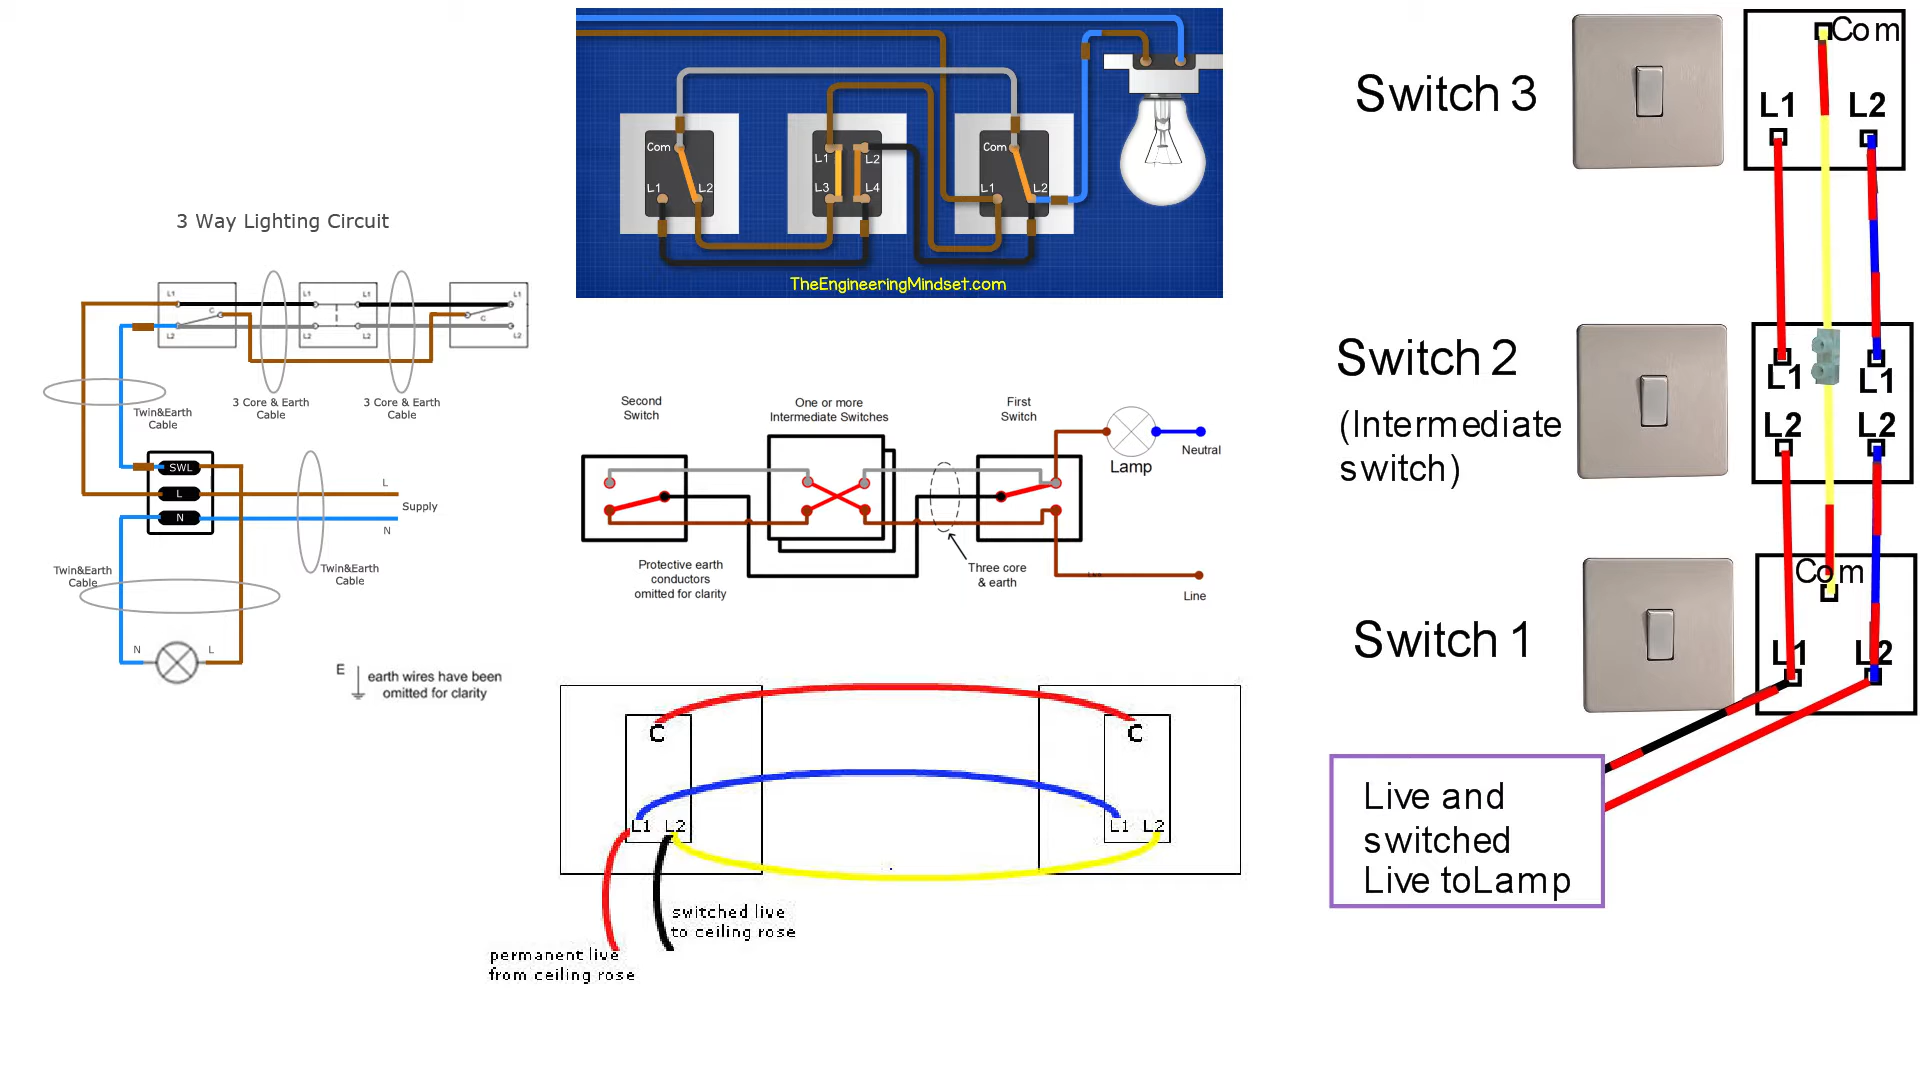 3 Way Lighting Circuit
L1
C
L2
L1
L1
L2
L2
L1
C
L2
Twin&Earth
Cable
3 Core & Earth
Cable
3 Core & Earth
Cable
SWL
L
N
L
Supply
N
Twin&Earth
Cable
Twin&Earth
Cable
N
L
E
earth wires have been
omitted for clarity
Com
L1
L2
L1
L2
L3
L4
Com
L1
L2
TheEngineeringMindset.com
Second
Switch
One or more
Intermediate Switches
First
Switch
Lamp
Neutral
Protective earth
conductors
omitted for clarity
Three core
& earth
Line
C
C
L1
L2
L1
L2
switched live
to ceiling rose
permanent live
from ceiling rose
Switch 3
Com
L1
L2
Switch 2
(Intermediate
switch)
L1
L1
L2
L2
Switch 1
Com
L1
L2
Live and
switched
Live toLamp